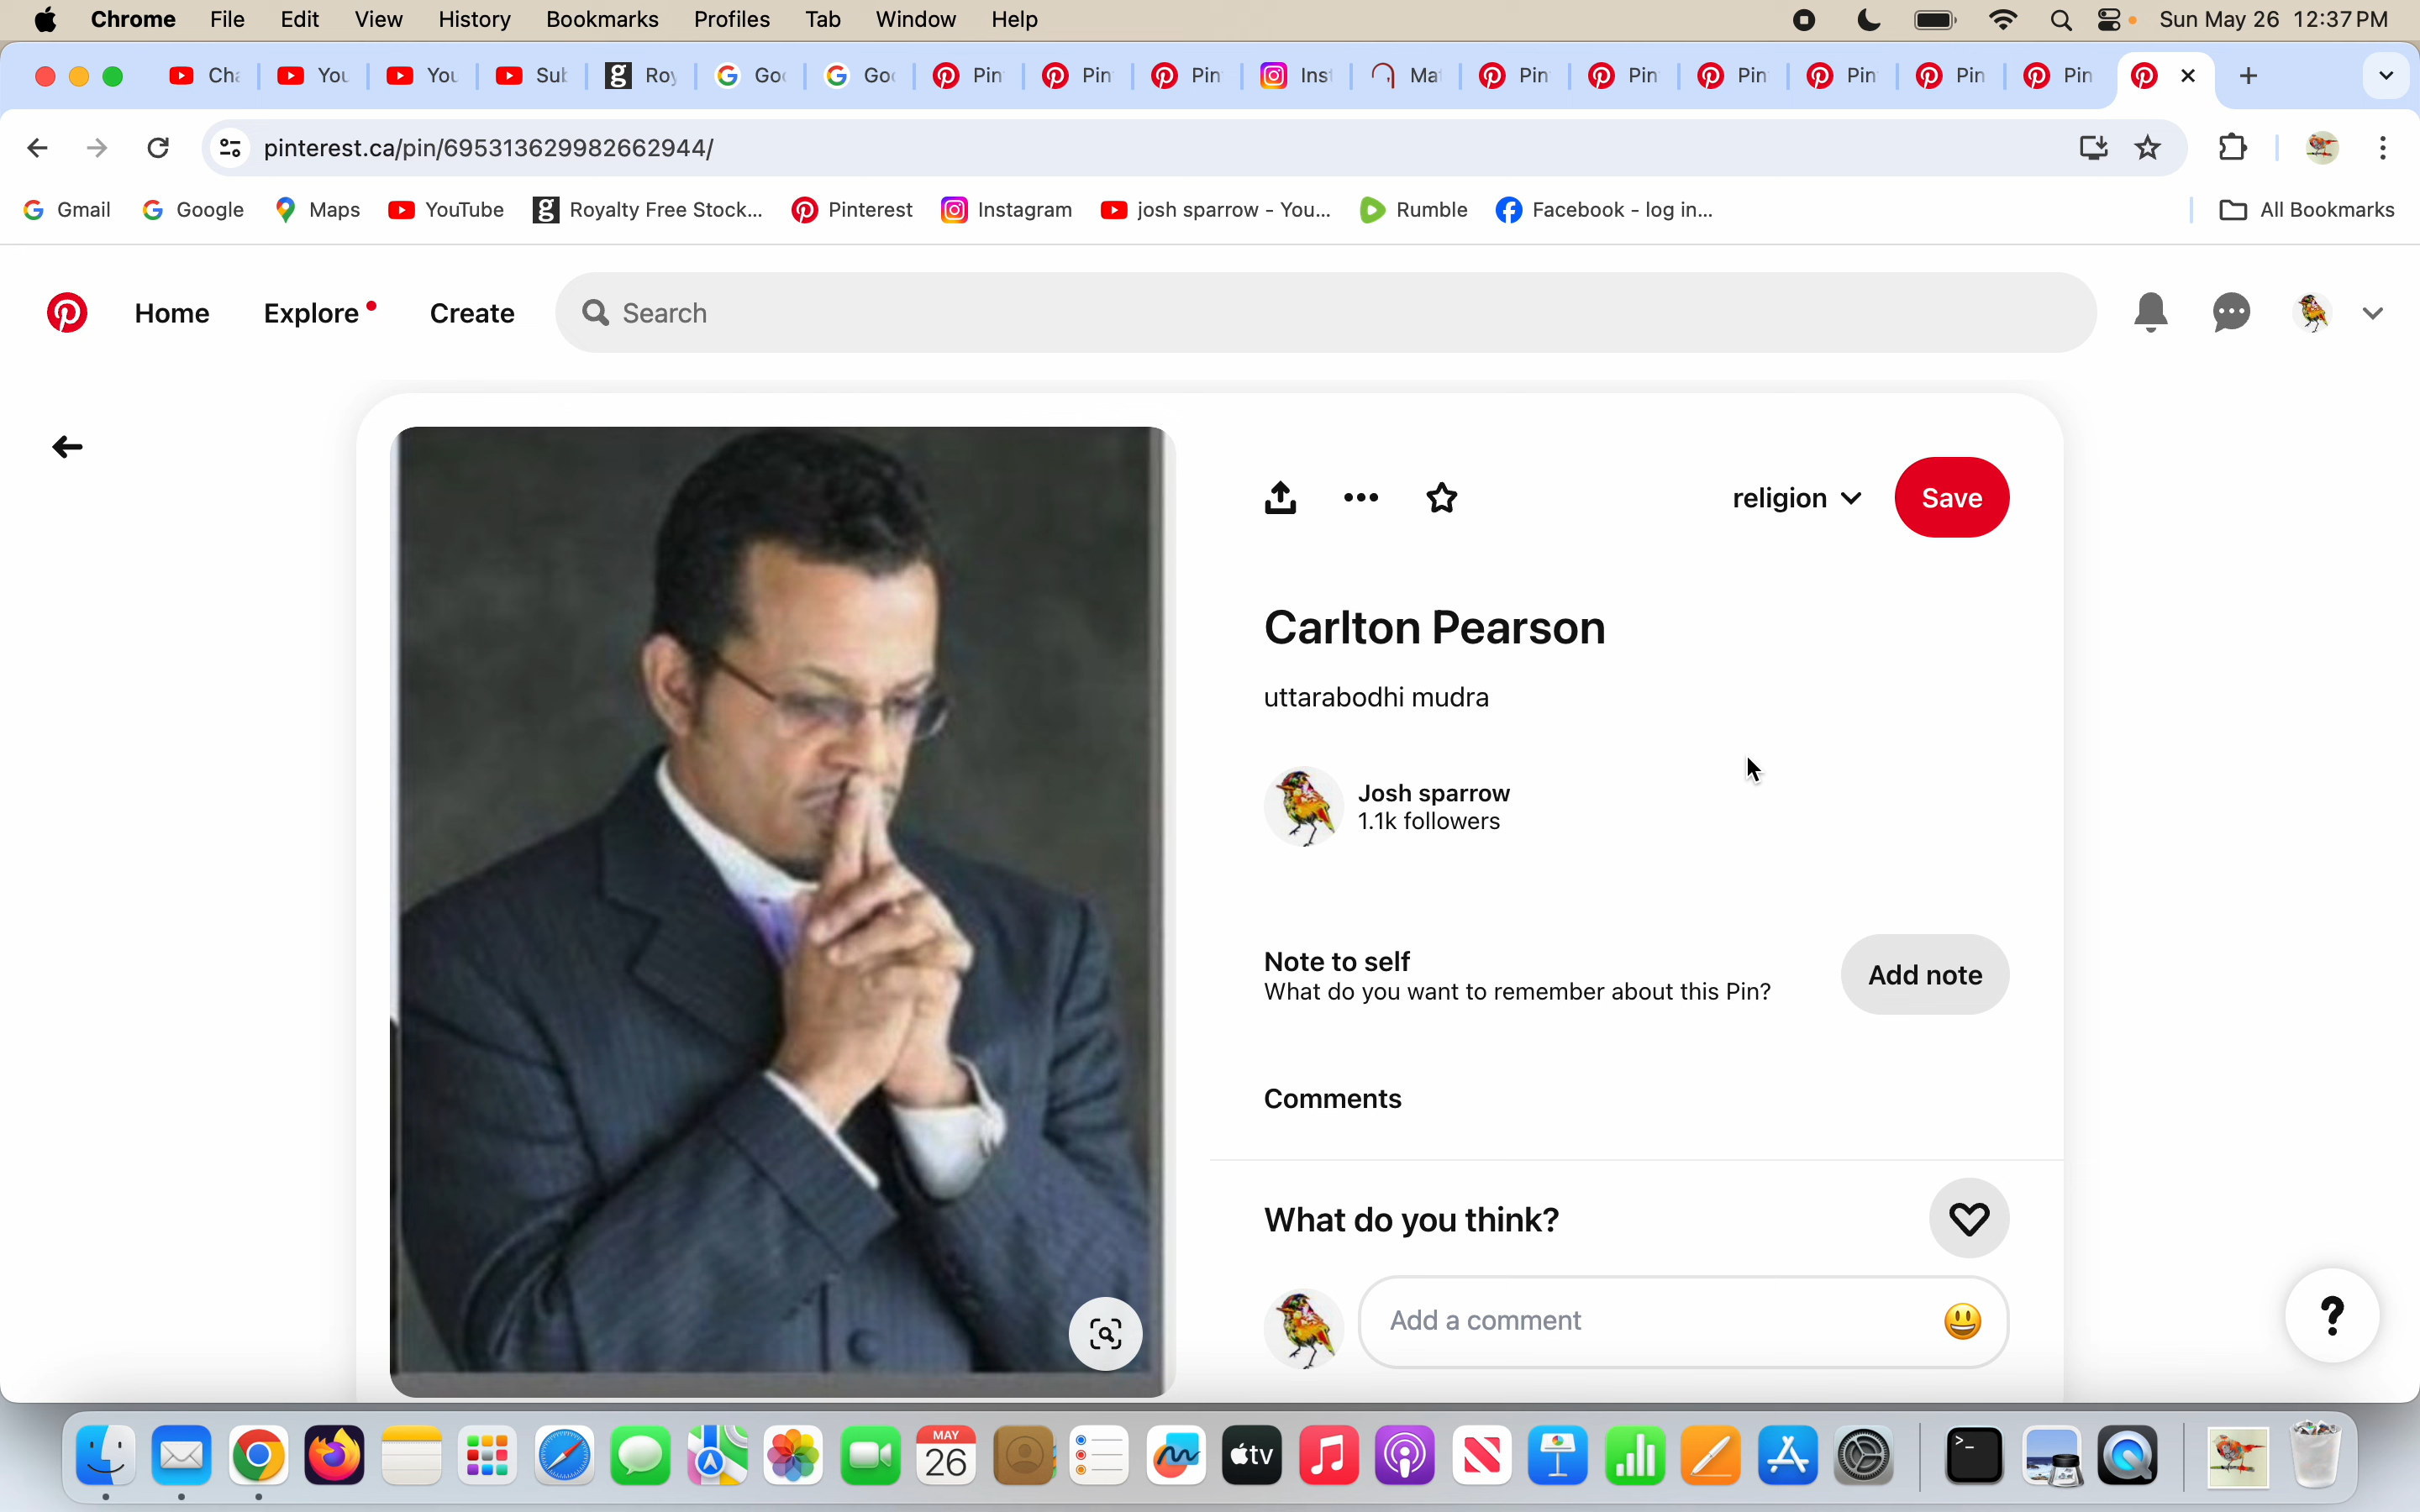 Chrome File Edit View History Bookmarks Profiles Tab Window Help Sun May 26 12:37 PM
Cha You You Sub Roy Goo Goo Pin Pin Pin Inst Ma Pin Pin Pin Pin Pin Pin
pinterest.ca/pin/695313629982662944/
Gmail Google Maps YouTube Royalty Free Stock... Pinterest Instagram josh sparrow - You... Rumble Facebook - log in... All Bookmarks
Home Explore Create Search
religion Save
Carlton Pearson
uttarabodhi mudra
Josh sparrow
1.1k followers
Note to self
What do you want to remember about this Pin?
Add note
Comments
What do you think?
Add a comment
?
MAY
26
tv